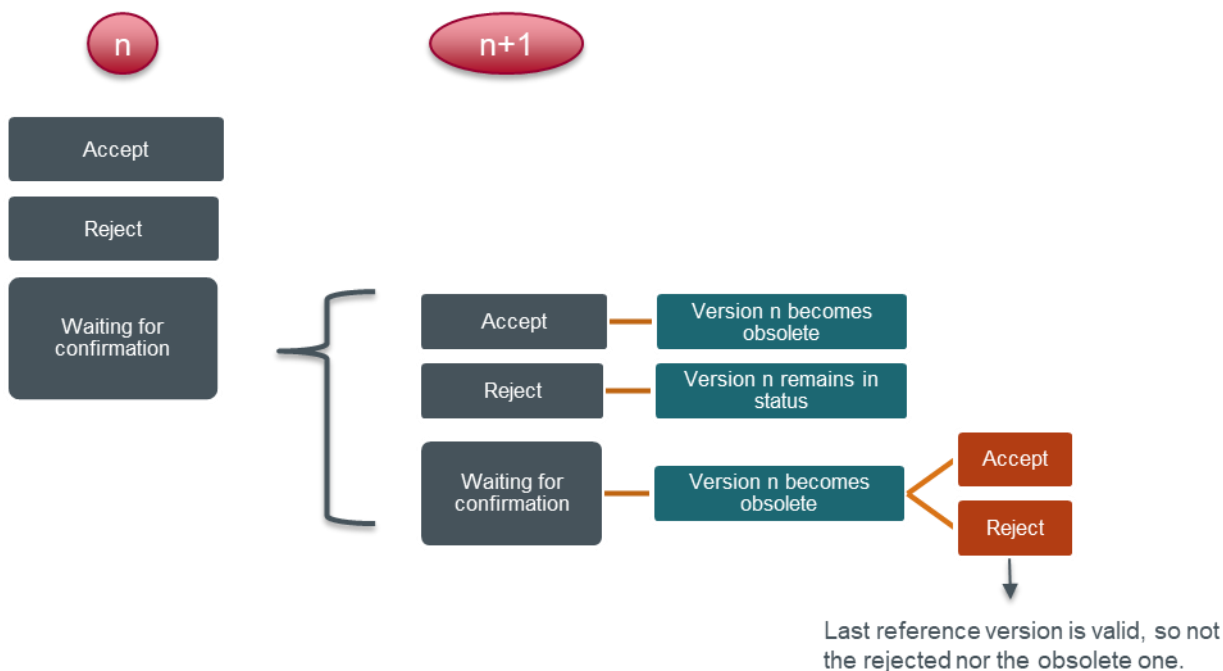 n
n+1
Accept
Reject
Waiting for
confirmation
Accept
Version n becomes
obsolete
Reject
Version n remains in
status
Waiting for
confirmation
Version n becomes
obsolete
Accept
Reject
Last reference version is valid, so not
the rejected nor the obsolete one.